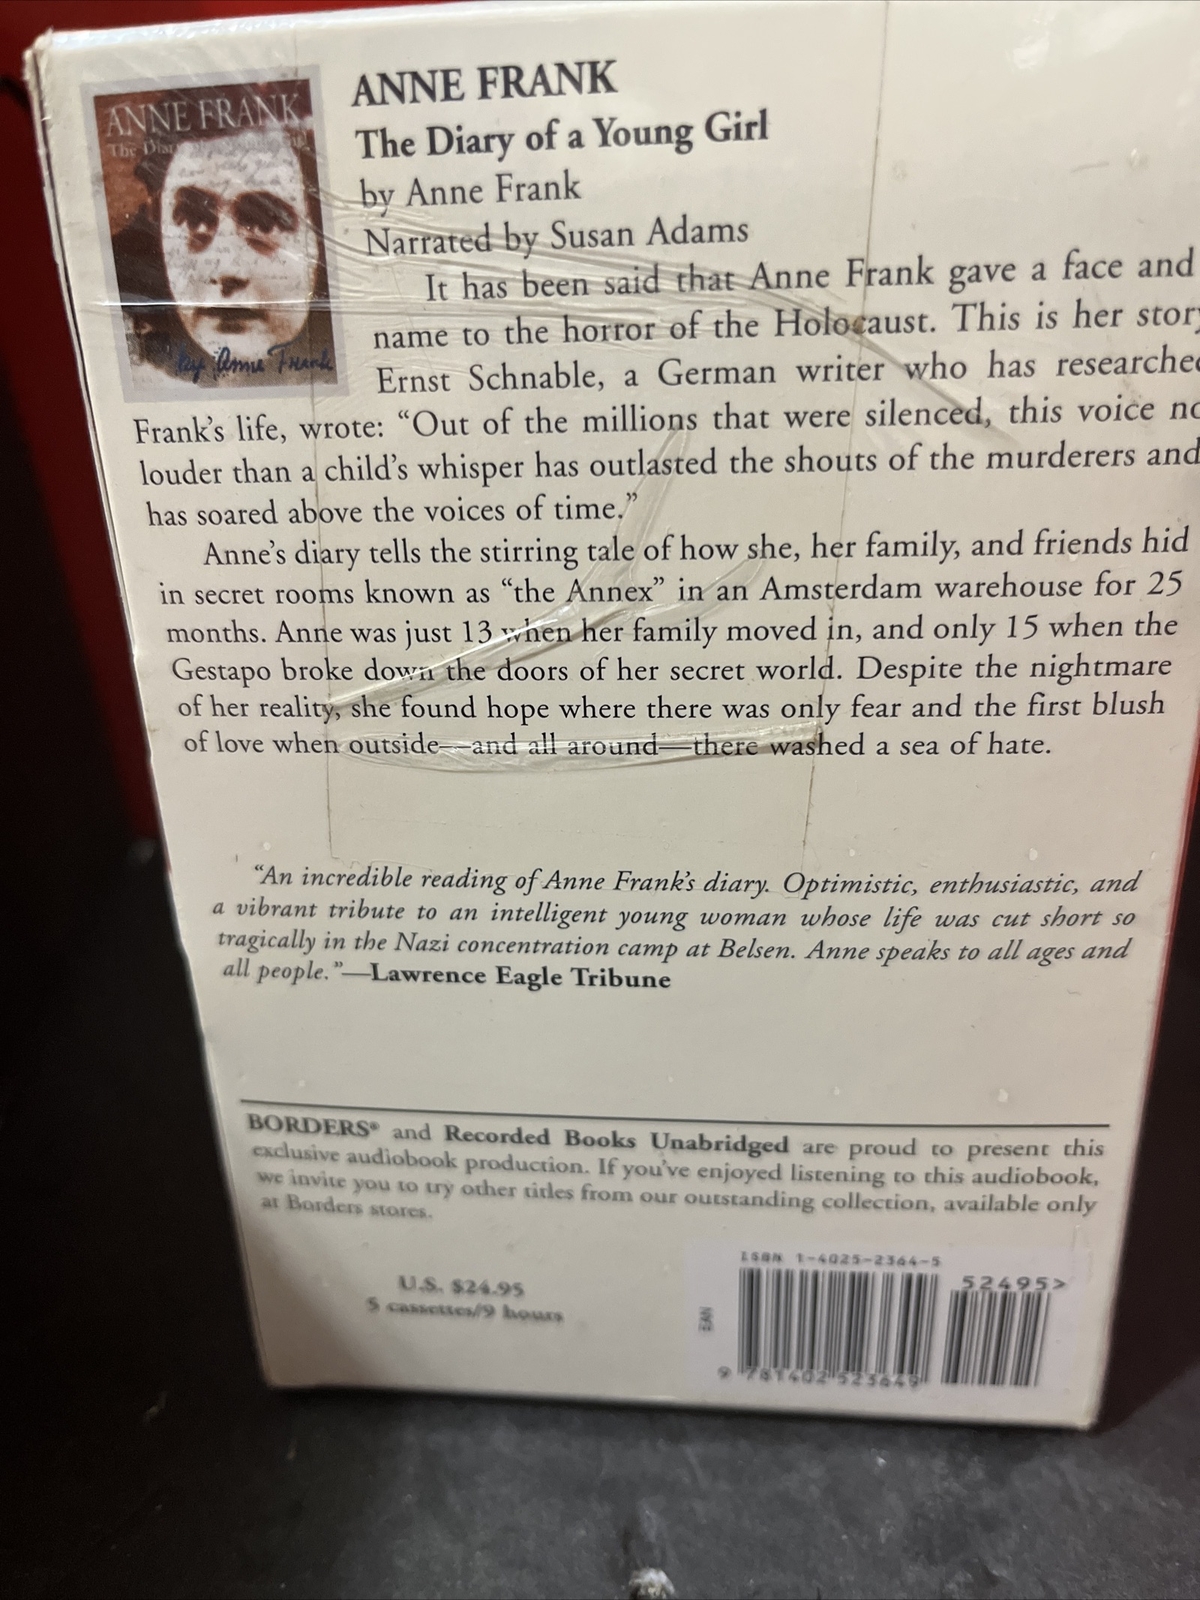 ANNE FRANK
The Diary of a Young Girl
by Anne Frank
ANNE FRANK
The Diary of a Young Girl
by Anne Frank
Narrated by Susan Adams
It has been said that Anne Frank gave a face and
name to the horror of the Holocaust. This is her
Ernst Schnable, a German writer who has
Frank's life, wrote: “Out of the millions that were silenced, this voice
louder than a child's whisper has outlasted the shouts of the murderers and
has soared above the voices of time.”
Anne's diary tells the stirring tale of how she, her family, and friends hid
in secret rooms known as “the Annex” in an Amsterdam warehouse for 25
months. Anne was just 13 when her family moved in, and only 15 when the
Gestapo broke down the doors of her secret world. Despite the nightmare
of her reality, she found hope where there was only fear and the first blush
of love when outside—and all around—there washed a sea of hate.
“An incredible reading of Anne Frank's diary. Optimistic, enthusiastic, and
a vibrant tribute to an intelligent young woman whose life was cut short so
tragically in the Nazi concentration camp at Belsen. Anne speaks to all ages and
all people.”—Lawrence Eagle Tribune
BORDERS® and Recorded Books Unabridged are proud to present this
exclusive audiobook production. If you've enjoyed listening to this audiobook,
we invite you to try other titles from our outstanding collection, available only
at Borders stores.
U.S. $24.95
5 cassettes/9 hours
ISBN 1-4025-2364-5
52495>
EAN
9 781402 523649